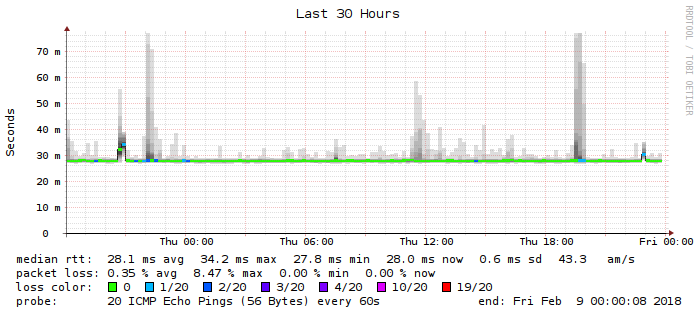 Last 30 Hours
RRDTOOL / TOBI OETIKER
Seconds
70 m
60 m
50 m
40 m
30 m
20 m
10 m
0
Thu 00:00 Thu 06:00 Thu 12:00 Thu 18:00 Fri 00:00
median rtt: 28.1 ms avg 34.2 ms max 27.8 ms min 28.0 ms now 0.6 ms sd 43.3 am/s
packet loss: 0.35 % avg 8.47 % max 0.00 % min 0.00 % now
loss color: 0 1/20 2/20 3/20 4/20 10/20 19/20
probe: 20 ICMP Echo Pings (56 Bytes) every 60s end: Fri Feb 9 00:00:08 2018